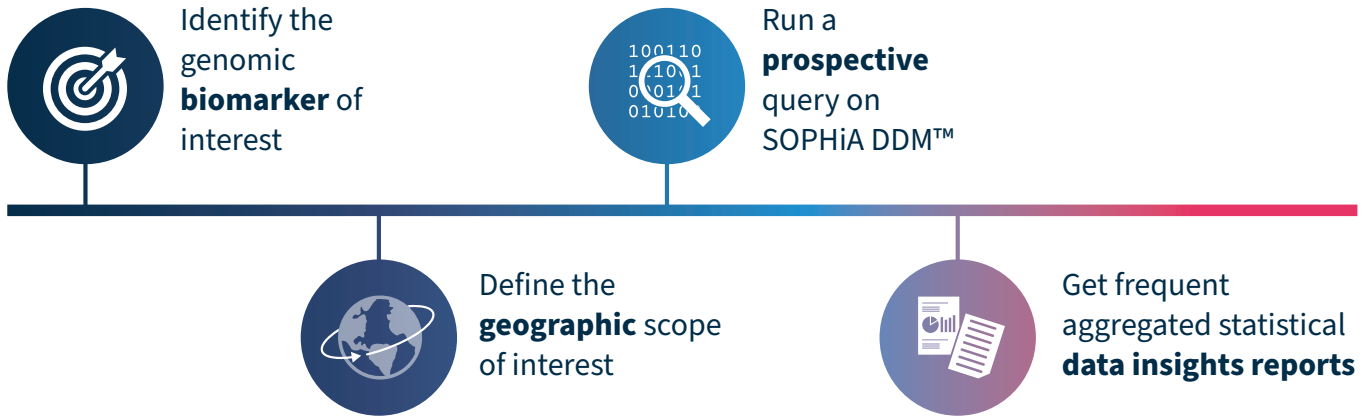 Identify the
genomic
biomarker of
interest
Define the
geographic scope
of interest
100110
Run a
prospective
query on
SOPHiA DDM™
Get frequent
aggregated statistical
data insights reports